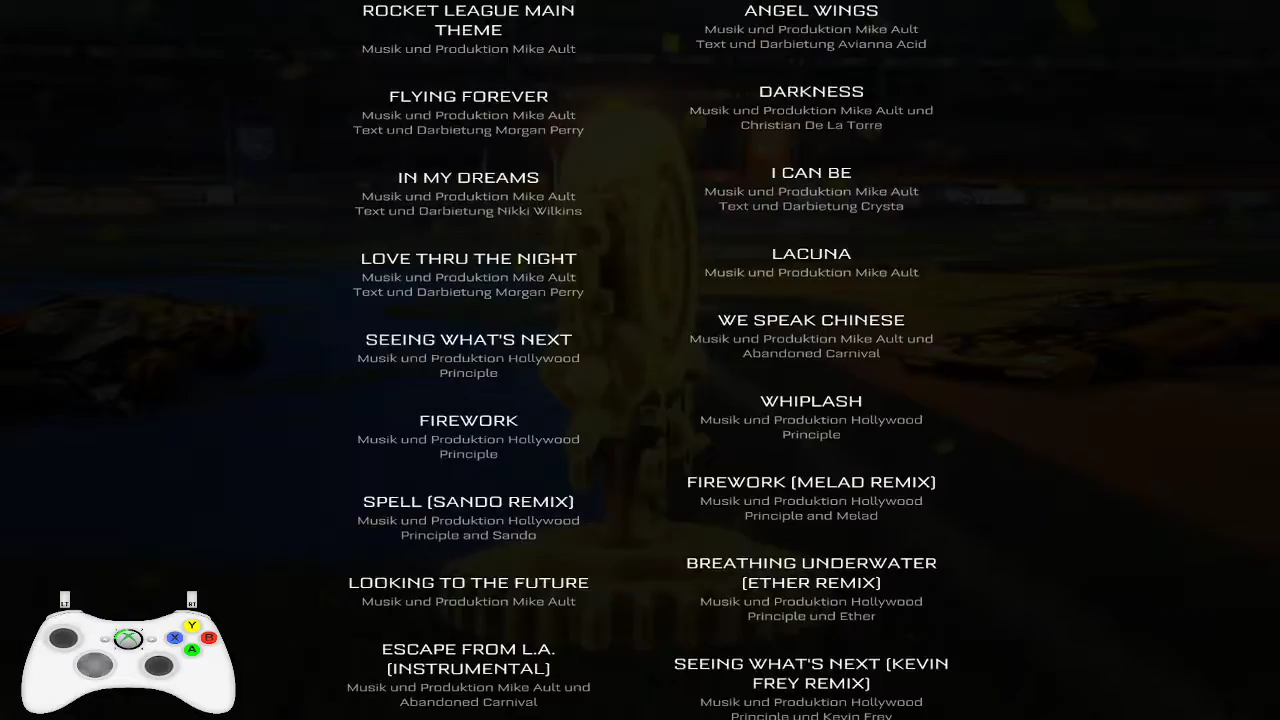 ROCKET LEAGUE MAIN
THEME
Musik und Produktion Mike Ault
FLYING FOREVER
Musik und Produktion Mike Ault
Text und Darbietung Morgan Perry
IN MY DREAMS
Musik und Produktion Mike Ault
Text und Darbietung Nikki Wilkins
LOVE THRU THE NIGHT
Musik und Produktion Mike Ault
Text und Darbietung Morgan Perry
SEEING WHAT'S NEXT
Musik und Produktion Hollywood
Principle
FIREWORK
Musik und Produktion Hollywood
Principle
SPELL (SANDO REMIX)
Musik und Produktion Hollywood
Principle and Sando
LOOKING TO THE FUTURE
Musik und Produktion Mike Ault
ESCAPE FROM L.A.
(INSTRUMENTAL)
Musik und Produktion Mike Ault und
Abandoned Carnival
ANGEL WINGS
Musik und Produktion Mike Ault
Text und Darbietung Avianna Acid
DARKNESS
Musik und Produktion Mike Ault und
Christian De La Torre
I CAN BE
Musik und Produktion Mike Ault
Text und Darbietung Crysta
LACUNA
Musik und Produktion Mike Ault
WE SPEAK CHINESE
Musik und Produktion Mike Ault und
Abandoned Carnival
WHIPLASH
Musik und Produktion Hollywood
Principle
FIREWORK (MELAD REMIX)
Musik und Produktion Hollywood
Principle and Melad
BREATHING UNDERWATER
(ETHER REMIX)
Musik und Produktion Hollywood
Principle und Ether
SEEING WHAT'S NEXT (KEVIN
FREY REMIX)
Musik und Produktion Hollywood
Principle und Kevin Frey
LT
RT
Y
X
B
A